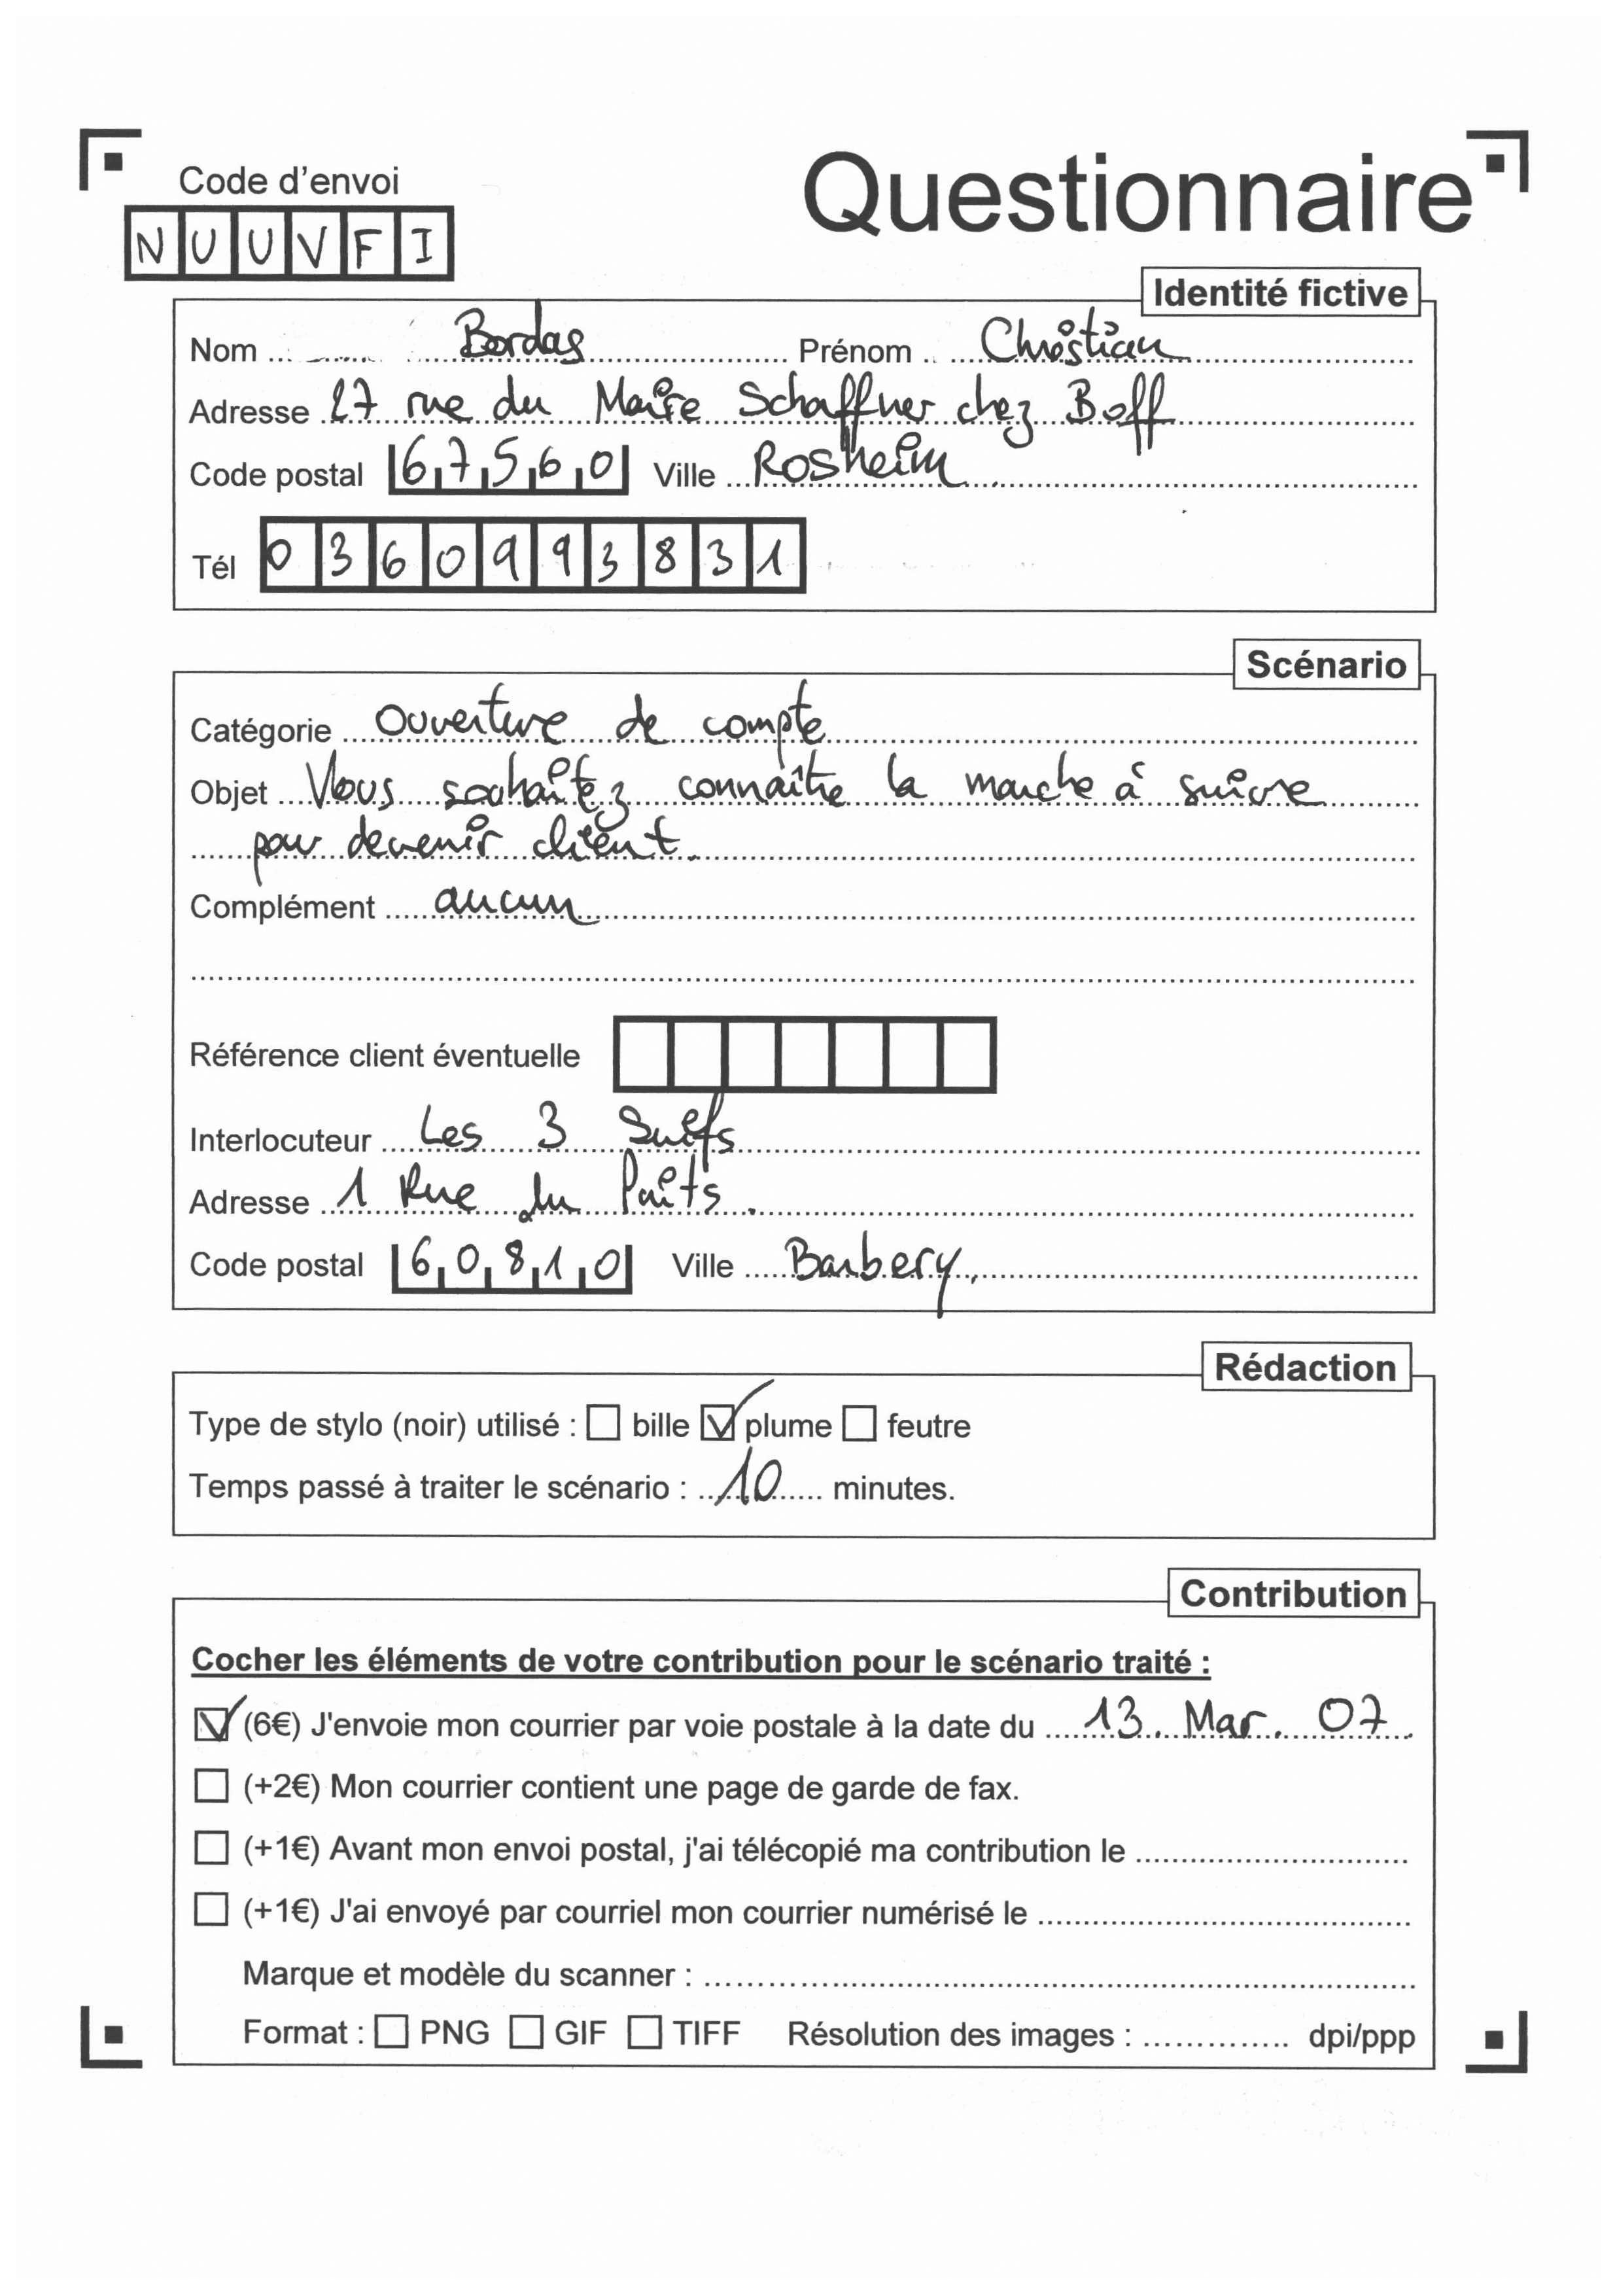 Code d'envoi
Questionnaire
NUUVFI
Identité fictive
Nom Bordas Prénom Christian
Adresse 27 rue du Maire Schaffner chez Boff
Code postal 67560 Ville Rosheim
Tél 0360993831
Scénario
Catégorie Ouverture de compte
Objet Vous souhaitez connaître la marche à suivre
pour devenir client.
Complément aucun
Référence client éventuelle
Interlocuteur Les 3 Suefs
Adresse 1 Rue du Puits.
Code postal 60810 Ville Barbery.
Rédaction
Type de stylo (noir) utilisé : ☐ bille ☑ plume ☐ feutre
Temps passé à traiter le scénario : 10 minutes.
Contribution
Cocher les éléments de votre contribution pour le scénario traité :
☑ (6€) J'envoie mon courrier par voie postale à la date du 13. Mar. 07
☐ (+2€) Mon courrier contient une page de garde de fax.
☐ (+1€) Avant mon envoi postal, j'ai télécopié ma contribution le
☐ (+1€) J'ai envoyé par courriel mon courrier numérisé le
Marque et modèle du scanner :
Format : ☐ PNG ☐ GIF ☐ TIFF Résolution des images : dpi/ppp